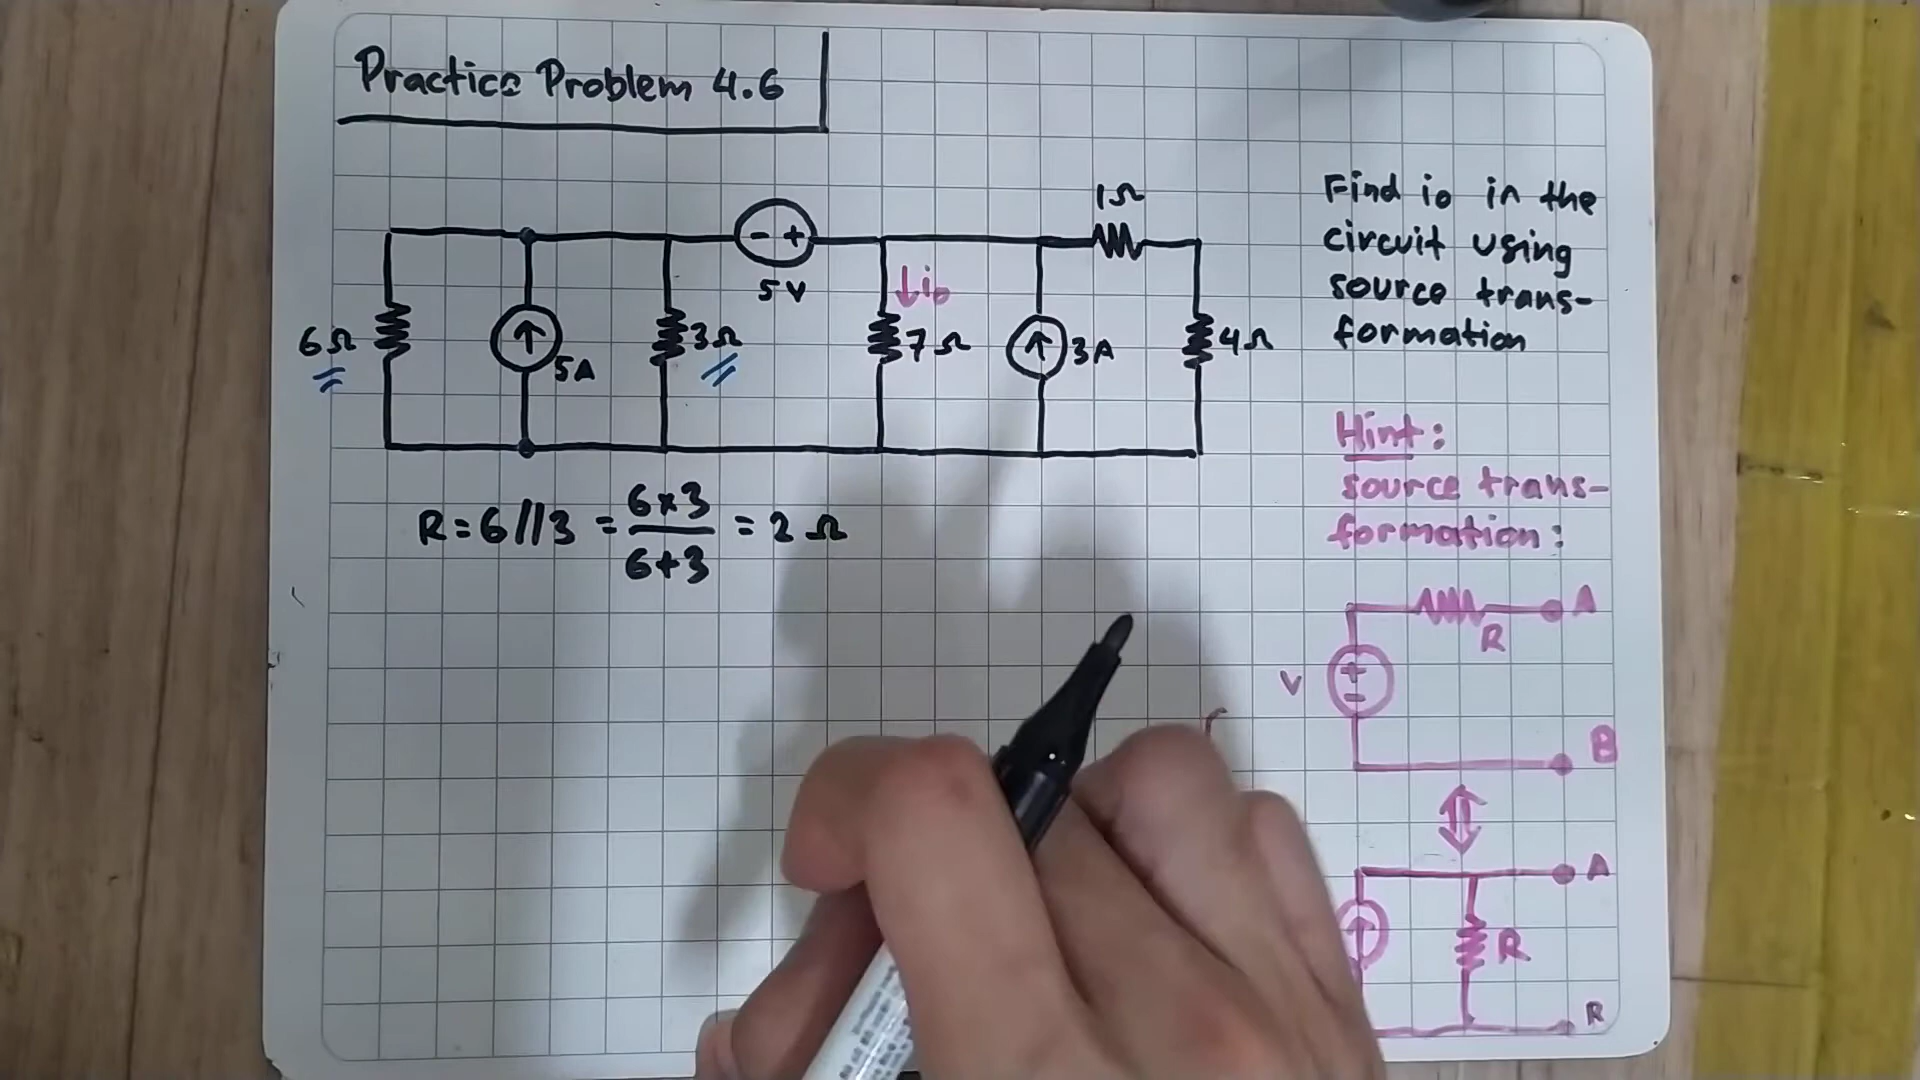 Practice Problem 4.6
1Ω
- +
5V
↓io
6Ω
5A
3Ω
7Ω
3A
4Ω
R = 6//3 = 6×3 / 6+3 = 2 Ω
Find io in the
circuit using
source trans-
formation
Hint:
source trans-
formation:
A
R
V
+
-
B
A
R